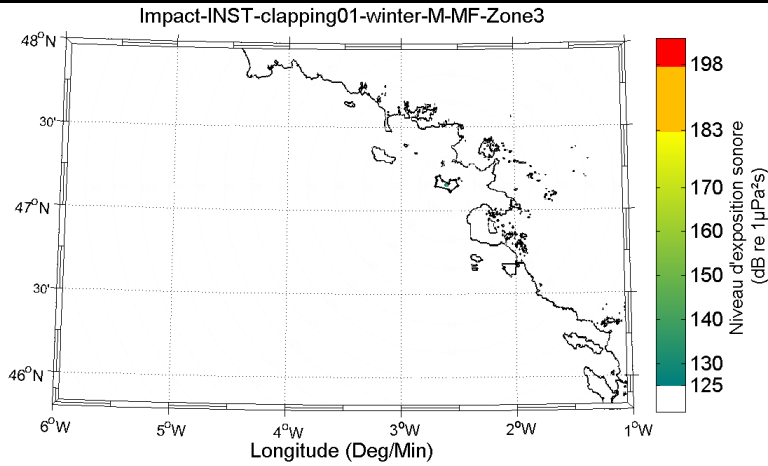 Impact-INST-clapping01-winter-M-MF-Zone3
48°N
30'
47°N
30'
46°N
6°W
5°W
4°W
3°W
2°W
1°W
Longitude (Deg/Min)
198
183
170
160
150
140
130
125
Niveau d'exposition sonore
(dB re 1µPa²s)